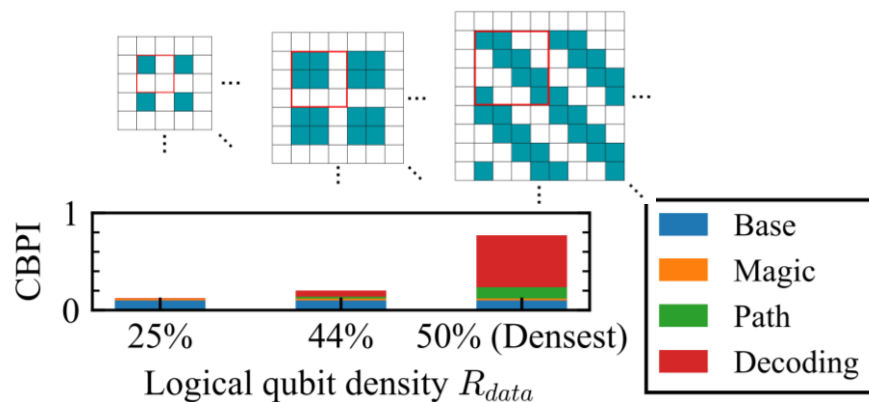 1
CBPI
0
25%
44%
50% (Densest)
Logical qubit density R_data
Base
Magic
Path
Decoding